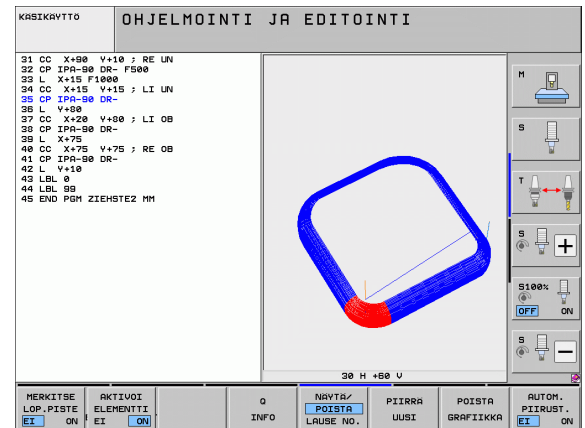 KÄSIKÄYTTÖ
OHJELMOINTI JA EDITOINTI
31 CC X+90 Y+10 ; RE UN
32 CP IPA-90 DR- F500
33 L X+15 F1000
34 CC X+15 Y+15 ; LI UN
35 CP IPA-90 DR-
36 L Y+80
37 CC X+20 Y+80 ; LI OB
38 CP IPA-90 DR-
39 L X+75
40 CC X+75 Y+75 ; RE OB
41 CP IPA-90 DR-
42 L Y+10
43 LBL 0
44 LBL 99
45 END PGM ZIEHSTE2 MM
30 H +60 V
M
S
T
S
+
S100%
OFF ON
S
−
MERKITSE
LOP.PISTE
EI ON
AKTIVOI
ELEMENTTI
EI ON
Q
INFO
NÄYTÄ/
POISTA
LAUSE NO.
PIIRRÄ
UUSI
POISTA
GRAFIIKKA
AUTOM.
PIIRUST.
EI ON